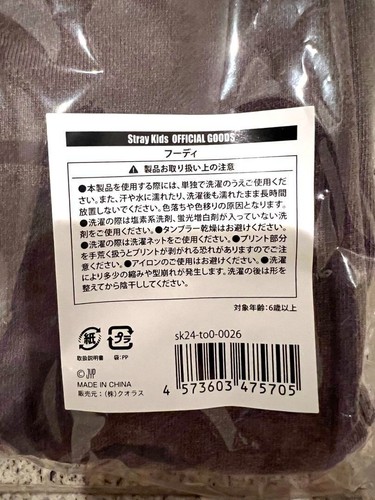 Stray Kids OFFICIAL GOODS
フーディ
⚠ 製品お取り扱い上の注意
●本製品を使用する際には、単独で洗濯のうえご使用くだ
さい。また、汗や水に濡れたり、洗濯後も濡れたまま長時間
放置しないでください。色落ちや色移りの原因となります。
●洗濯の際は塩素系洗剤、蛍光増白剤が入っていない洗
剤をご使用ください。●タンブラー乾燥はお避けください。
●洗濯の際は洗濯ネットをご使用ください。●プリント部分
を手荒く扱うとプリントが剥がれる恐れがありますのでご注
意ください。●アイロンのご使用はお避けください。●洗濯
により多少の縮みや型崩れが発生します。洗濯の後は形を
整えてから陰干ししてください。
対象年齢:6歳以上
紙
プラ
取扱説明書
袋:PP
sk24-to0-0026
© JYP
MADE IN CHINA
販売元:(株)クオラス
4 573603 475705